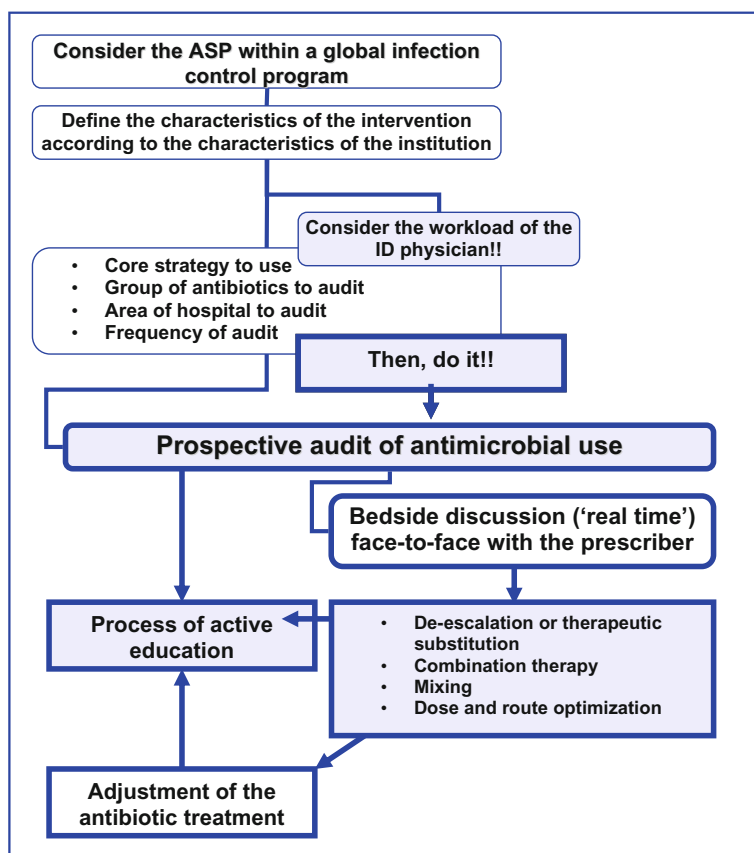 Consider the ASP within a global infection
control program
Define the characteristics of the intervention
according to the characteristics of the institution
Consider the workload of the
ID physician!!
• Core strategy to use
• Group of antibiotics to audit
• Area of hospital to audit
• Frequency of audit
Then, do it!!
Prospective audit of antimicrobial use
Bedside discussion (‘real time’)
face-to-face with the prescriber
Process of active
education
• De-escalation or therapeutic
substitution
• Combination therapy
• Mixing
• Dose and route optimization
Adjustment of the
antibiotic treatment